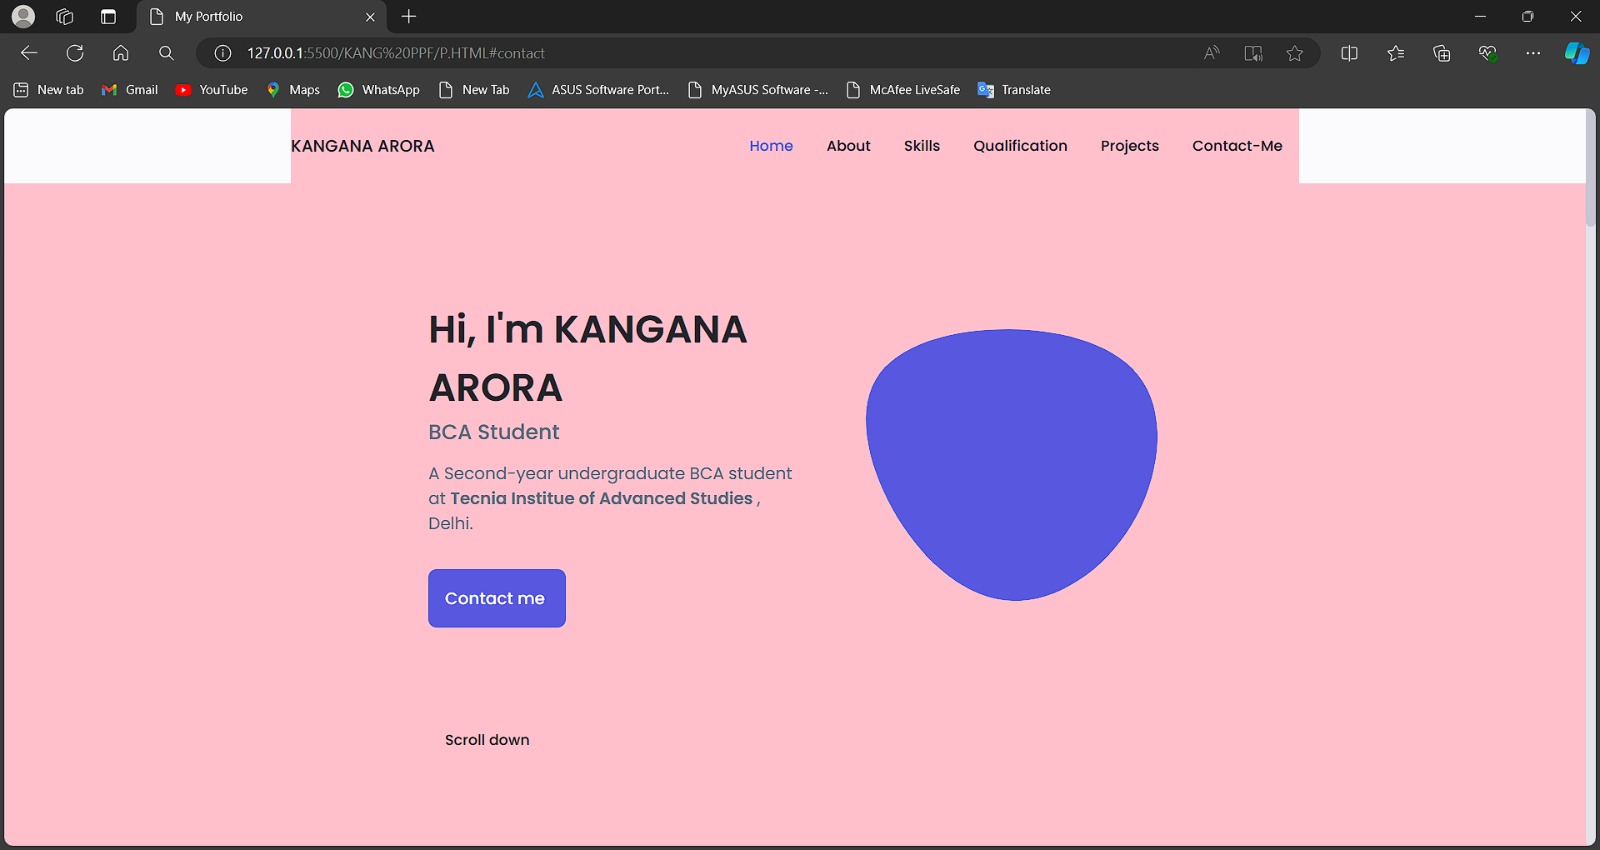 My Portfolio
127.0.0.1:5500/KANG%20PPF/P.HTML#contact
New tab Gmail YouTube Maps WhatsApp New Tab ASUS Software Port... MyASUS Software -... McAfee LiveSafe Translate
KANGANA ARORA Home About Skills Qualification Projects Contact-Me
Hi, I'm KANGANA
ARORA
BCA Student
A Second-year undergraduate BCA student
at Tecnia Institue of Advanced Studies ,
Delhi.
Contact me
Scroll down